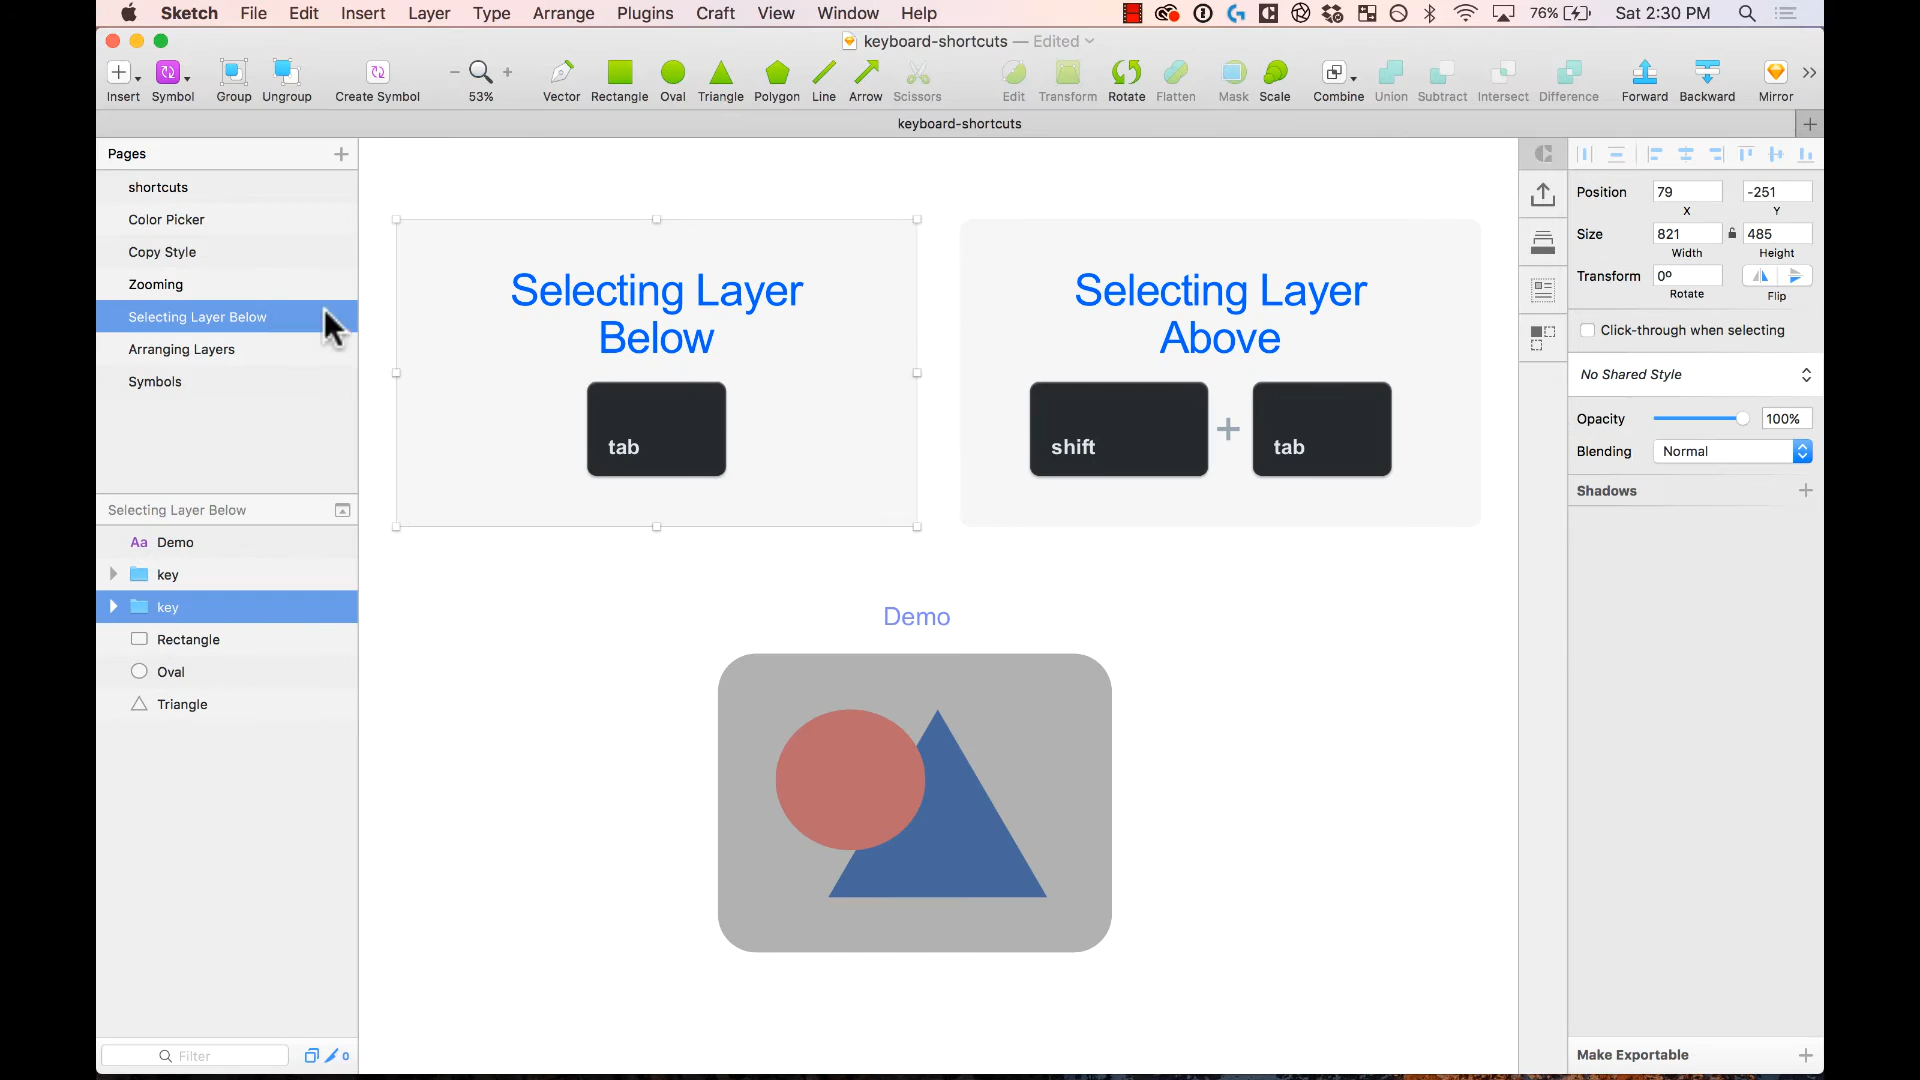 Sketch File Edit Insert Layer Type Arrange Plugins Craft View Window Help 76% Sat 2:30 PM
keyboard-shortcuts — Edited
Insert Symbol Group Ungroup Create Symbol 53% Vector Rectangle Oval Triangle Polygon Line Arrow Scissors Edit Transform Rotate Flatten Mask Scale Combine Union Subtract Intersect Difference Forward Backward Mirror
keyboard-shortcuts
Pages
shortcuts
Color Picker
Copy Style
Zooming
Selecting Layer Below
Arranging Layers
Symbols
Selecting Layer Below
Aa Demo
key
key
Rectangle
Oval
Triangle
Filter
0
Selecting Layer
Below
tab
Selecting Layer
Above
shift + tab
Demo
Position 79 -251
X Y
Size 821 485
Width Height
Transform 0º
Rotate Flip
Click-through when selecting
No Shared Style
Opacity 100%
Blending Normal
Shadows
Make Exportable